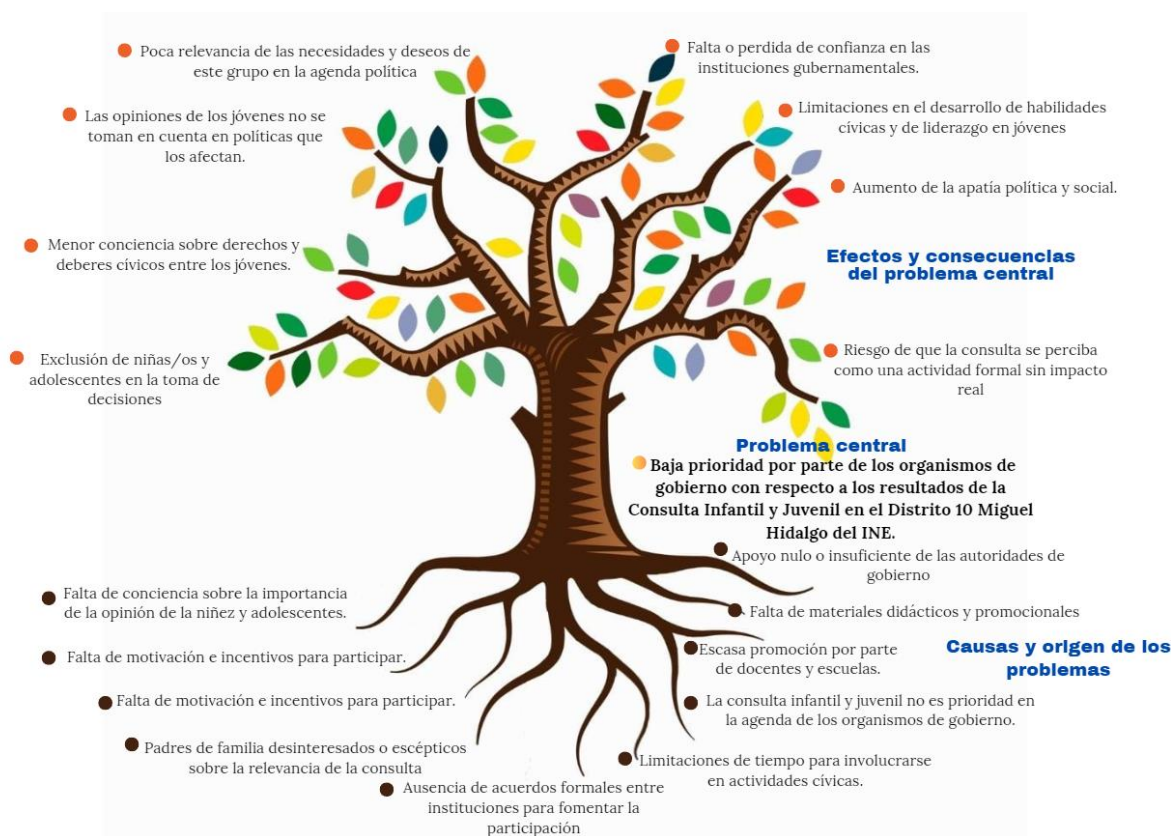 Poca relevancia de las necesidades y deseos de
este grupo en la agenda política
Falta o perdida de confianza en las
instituciones gubernamentales.
Las opiniones de los jóvenes no se
toman en cuenta en políticas que
los afectan.
Limitaciones en el desarrollo de habilidades
cívicas y de liderazgo en jóvenes
Aumento de la apatía política y social.
Menor conciencia sobre derechos y
deberes cívicos entre los jóvenes.
Efectos y consecuencias
del problema central
Exclusión de niñas/os y
adolescentes en la toma de
decisiones
Riesgo de que la consulta se perciba
como una actividad formal sin impacto
real
Problema central
Baja prioridad por parte de los organismos de
gobierno con respecto a los resultados de la
Consulta Infantil y Juvenil en el Distrito 10 Miguel
Hidalgo del INE.
Apoyo nulo o insuficiente de las autoridades de
gobierno
Falta de conciencia sobre la importancia
de la opinión de la niñez y adolescentes.
Falta de materiales didácticos y promocionales
Falta de motivación e incentivos para participar.
Escasa promoción por parte
de docentes y escuelas.
Causas y origen de los
problemas
Falta de motivación e incentivos para participar.
La consulta infantil y juvenil no es prioridad en
la agenda de los organismos de gobierno.
Padres de familia desinteresados o escépticos
sobre la relevancia de la consulta
Limitaciones de tiempo para involucrarse
en actividades cívicas.
Ausencia de acuerdos formales entre
instituciones para fomentar la
participación